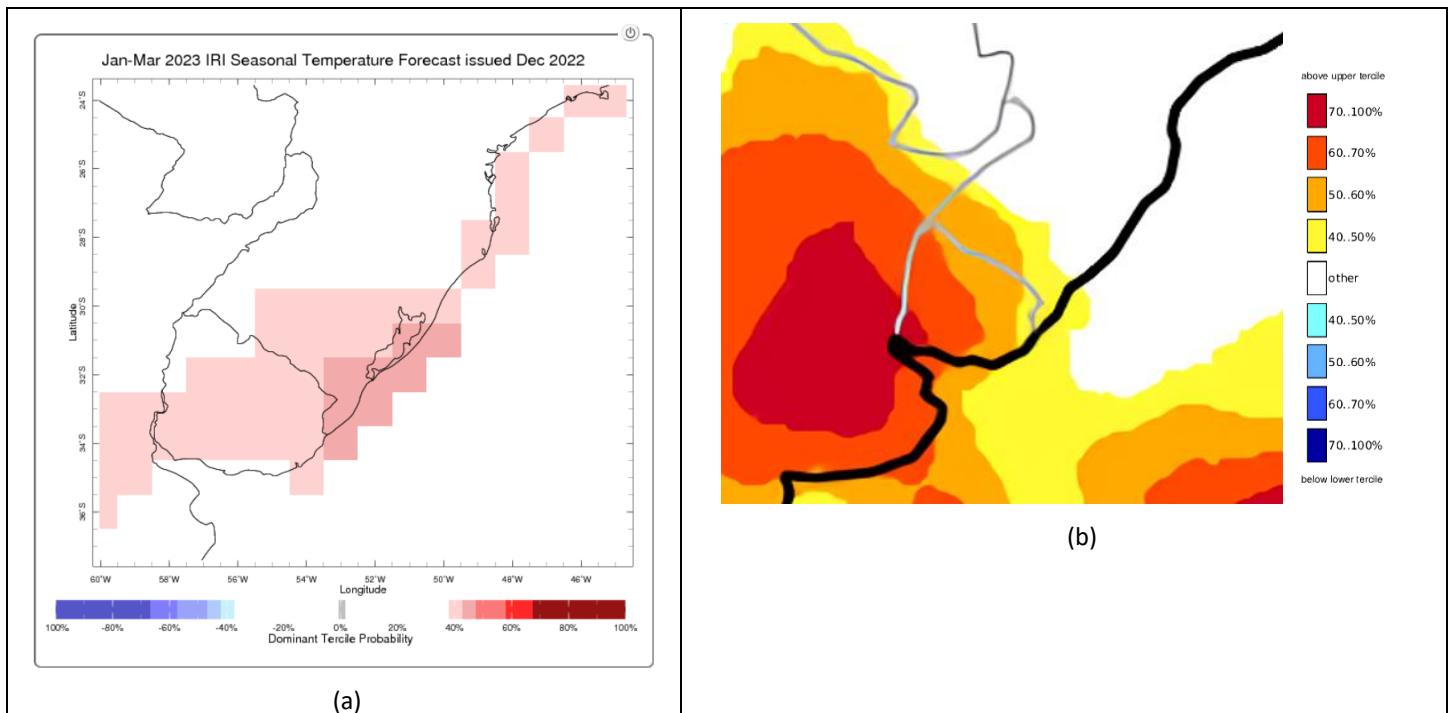 Jan-Mar 2023 IRI Seasonal Temperature Forecast issued Dec 2022
24°S
26°S
28°S
30°S
32°S
34°S
36°S
Latitude
60°W 58°W 56°W 54°W 52°W 50°W 48°W 46°W
Longitude
100% -80% -60% -40% -20% 0% 20% 40% 60% 80% 100%
Dominant Tercile Probability
(a)
above upper tercile
70..100%
60..70%
50..60%
40..50%
other
40..50%
50..60%
60..70%
70..100%
below lower tercile
(b)